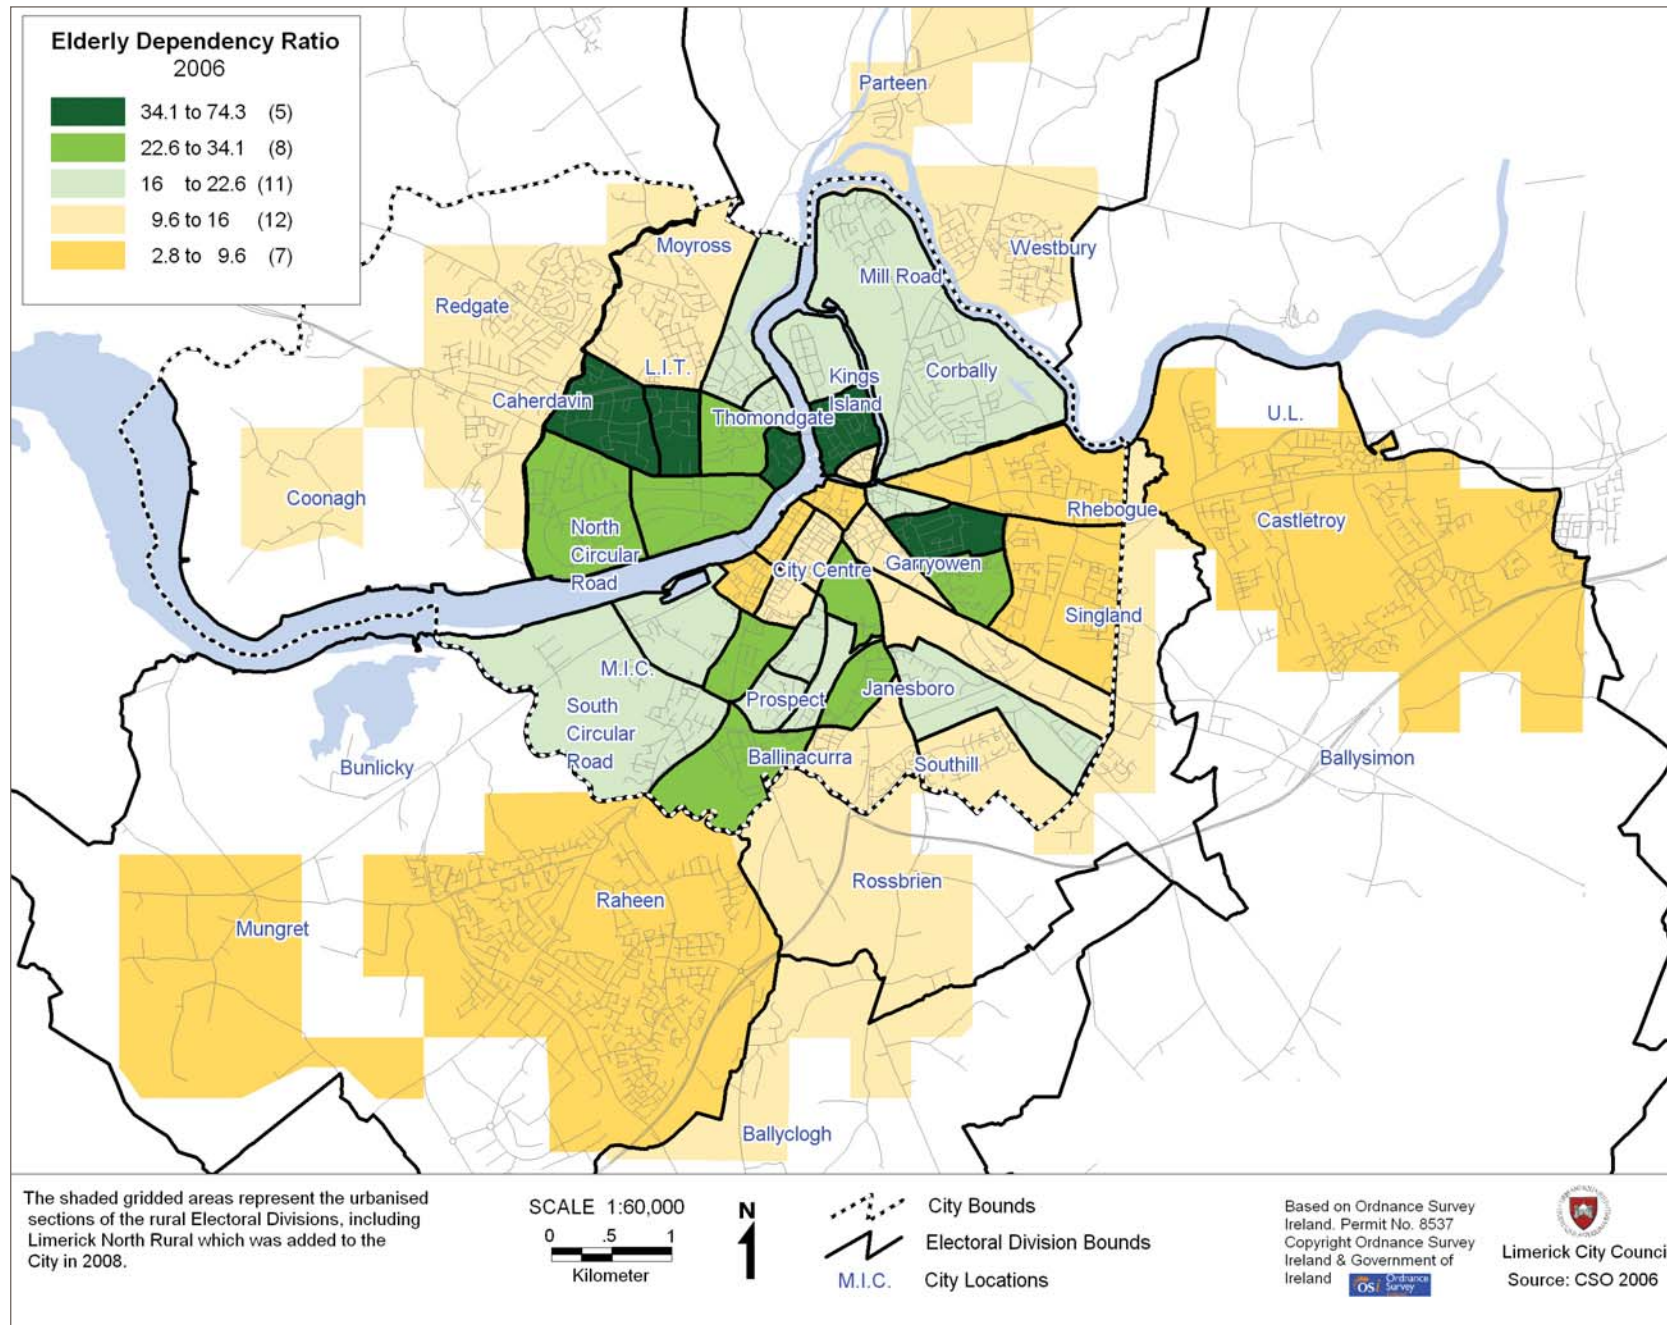 Elderly Dependency Ratio
2006
34.1 to 74.3 (5)
22.6 to 34.1 (8)
16 to 22.6 (11)
9.6 to 16 (12)
2.8 to 9.6 (7)
Parteen
Moyross
Westbury
Mill Road
Redgate
L.I.T.
Kings
Island
Corbally
Caherdavin
Thomondgate
U.L.
Coonagh
Rhebogue
Castletroy
North
Circular
Road
City Centre
Garryowen
Singland
M.I.C.
Prospect
Janesboro
South
Circular
Road
Bunlicky
Ballinacurra
Southill
Ballysimon
Rossbrien
Raheen
Mungret
Ballyclogh
The shaded gridded areas represent the urbanised
sections of the rural Electoral Divisions, including
Limerick North Rural which was added to the
City in 2008.
SCALE 1:60,000
0 .5 1
Kilometer
N
City Bounds
Electoral Division Bounds
M.I.C. City Locations
Based on Ordnance Survey
Ireland. Permit No. 8537
Copyright Ordnance Survey
Ireland & Government of
Ireland
OSi Ordnance
Survey
Limerick City Counci
Source: CSO 2006